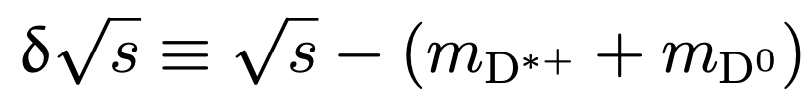 δ√s ≡ √s − (m_{D*+} + m_{D⁰})